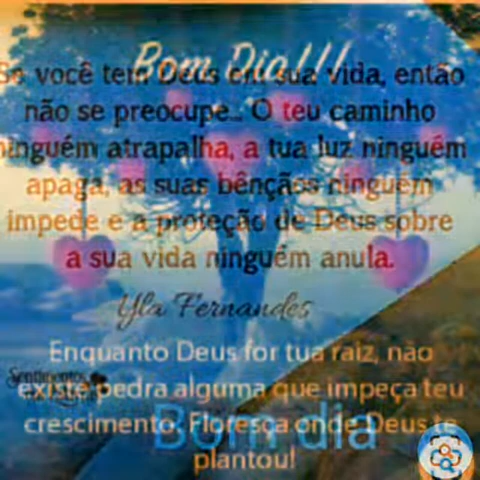 Bom Dia!!!
Se você tem Deus em sua vida, então
não se preocupe... O teu caminho
ninguém atrapalha, a tua luz ninguém
apaga, as suas bênçãos ninguém
impede e a proteção de Deus sobre
a sua vida ninguém anula.
Yla Fernandes
Enquanto Deus for tua raiz, não
Sentimentos
existe pedra alguma que impeça teu
crescimento. Floresça onde Deus te
Bom dia
plantou!